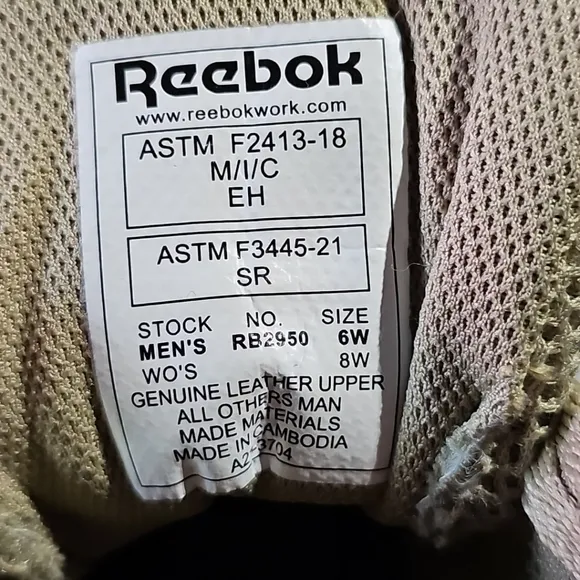 Reebok
www.reebokwork.com
ASTM F2413-18
M/I/C
EH
ASTM F3445-21
SR
STOCK NO. SIZE
MEN'S RB2950 6W
WO'S 8W
GENUINE LEATHER UPPER
ALL OTHERS MAN
MADE MATERIALS
MADE IN CAMBODIA